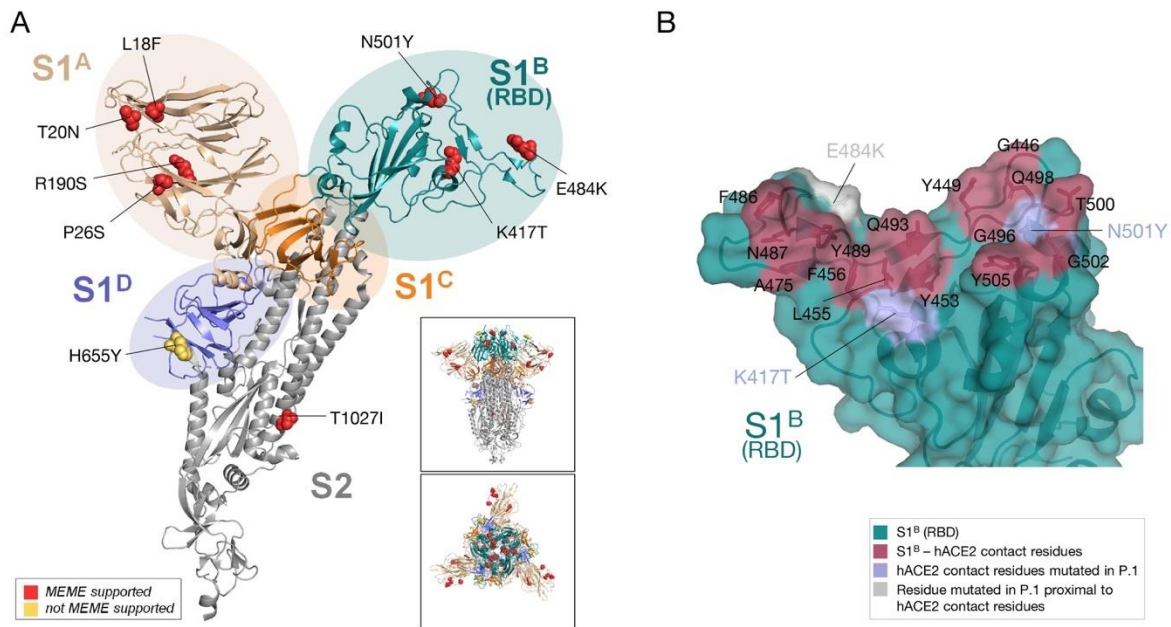 A
L18F
S1ᴬ
T20N
R190S
P26S
N501Y
S1ᴮ
(RBD)
E484K
K417T
S1ᴰ
S1ᶜ
H655Y
T1027I
S2
MEME supported
not MEME supported
B
E484K
G446
F486
Y449
Q498
T500
Q493
N501Y
G496
N487
Y489
F456
G502
A475
Y505
L455
Y453
K417T
S1ᴮ
(RBD)
S1ᴮ (RBD)
S1ᴮ – hACE2 contact residues
hACE2 contact residues mutated in P.1
Residue mutated in P.1 proximal to
hACE2 contact residues